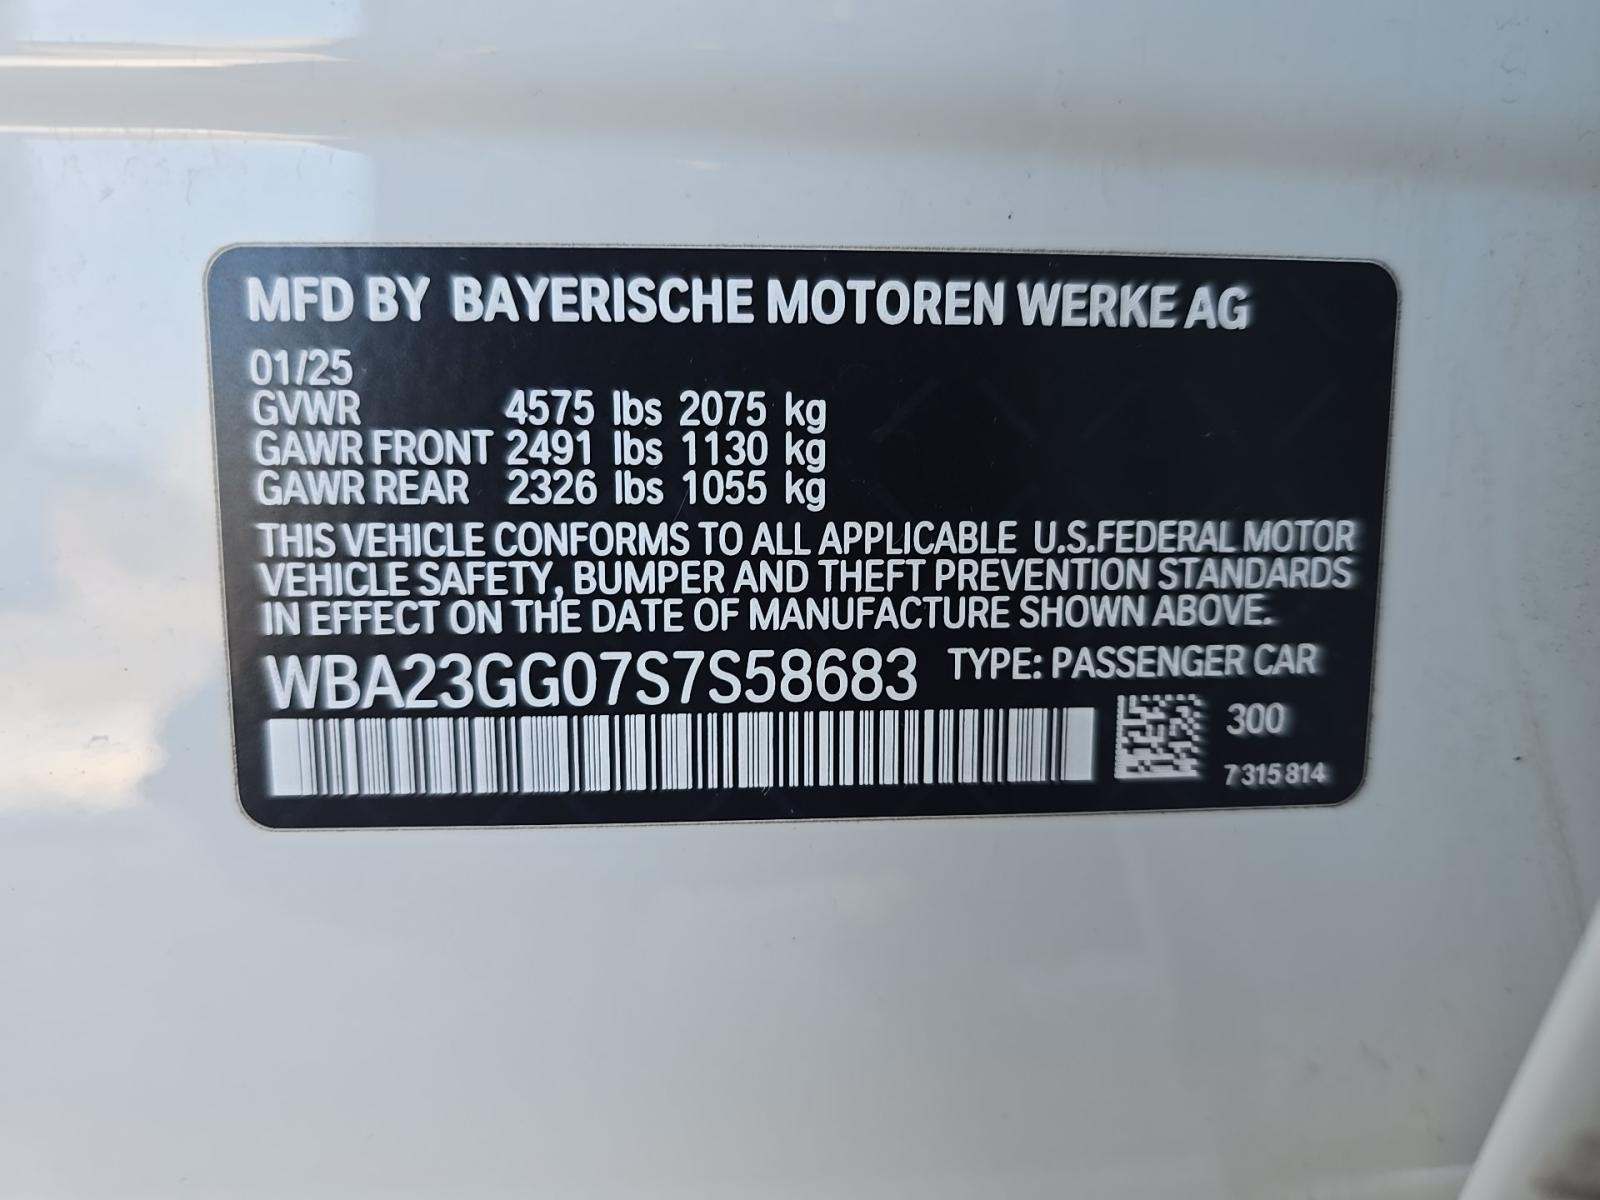 MFD BY BAYERISCHE MOTOREN WERKE AG
01/25
GVWR 4575 lbs 2075 kg
GAWR FRONT 2491 lbs 1130 kg
GAWR REAR 2326 lbs 1055 kg
THIS VEHICLE CONFORMS TO ALL APPLICABLE U.S.FEDERAL MOTOR
VEHICLE SAFETY, BUMPER AND THEFT PREVENTION STANDARDS
IN EFFECT ON THE DATE OF MANUFACTURE SHOWN ABOVE.
WBA23GG07S7S58683 TYPE: PASSENGER CAR
300
7 315 814